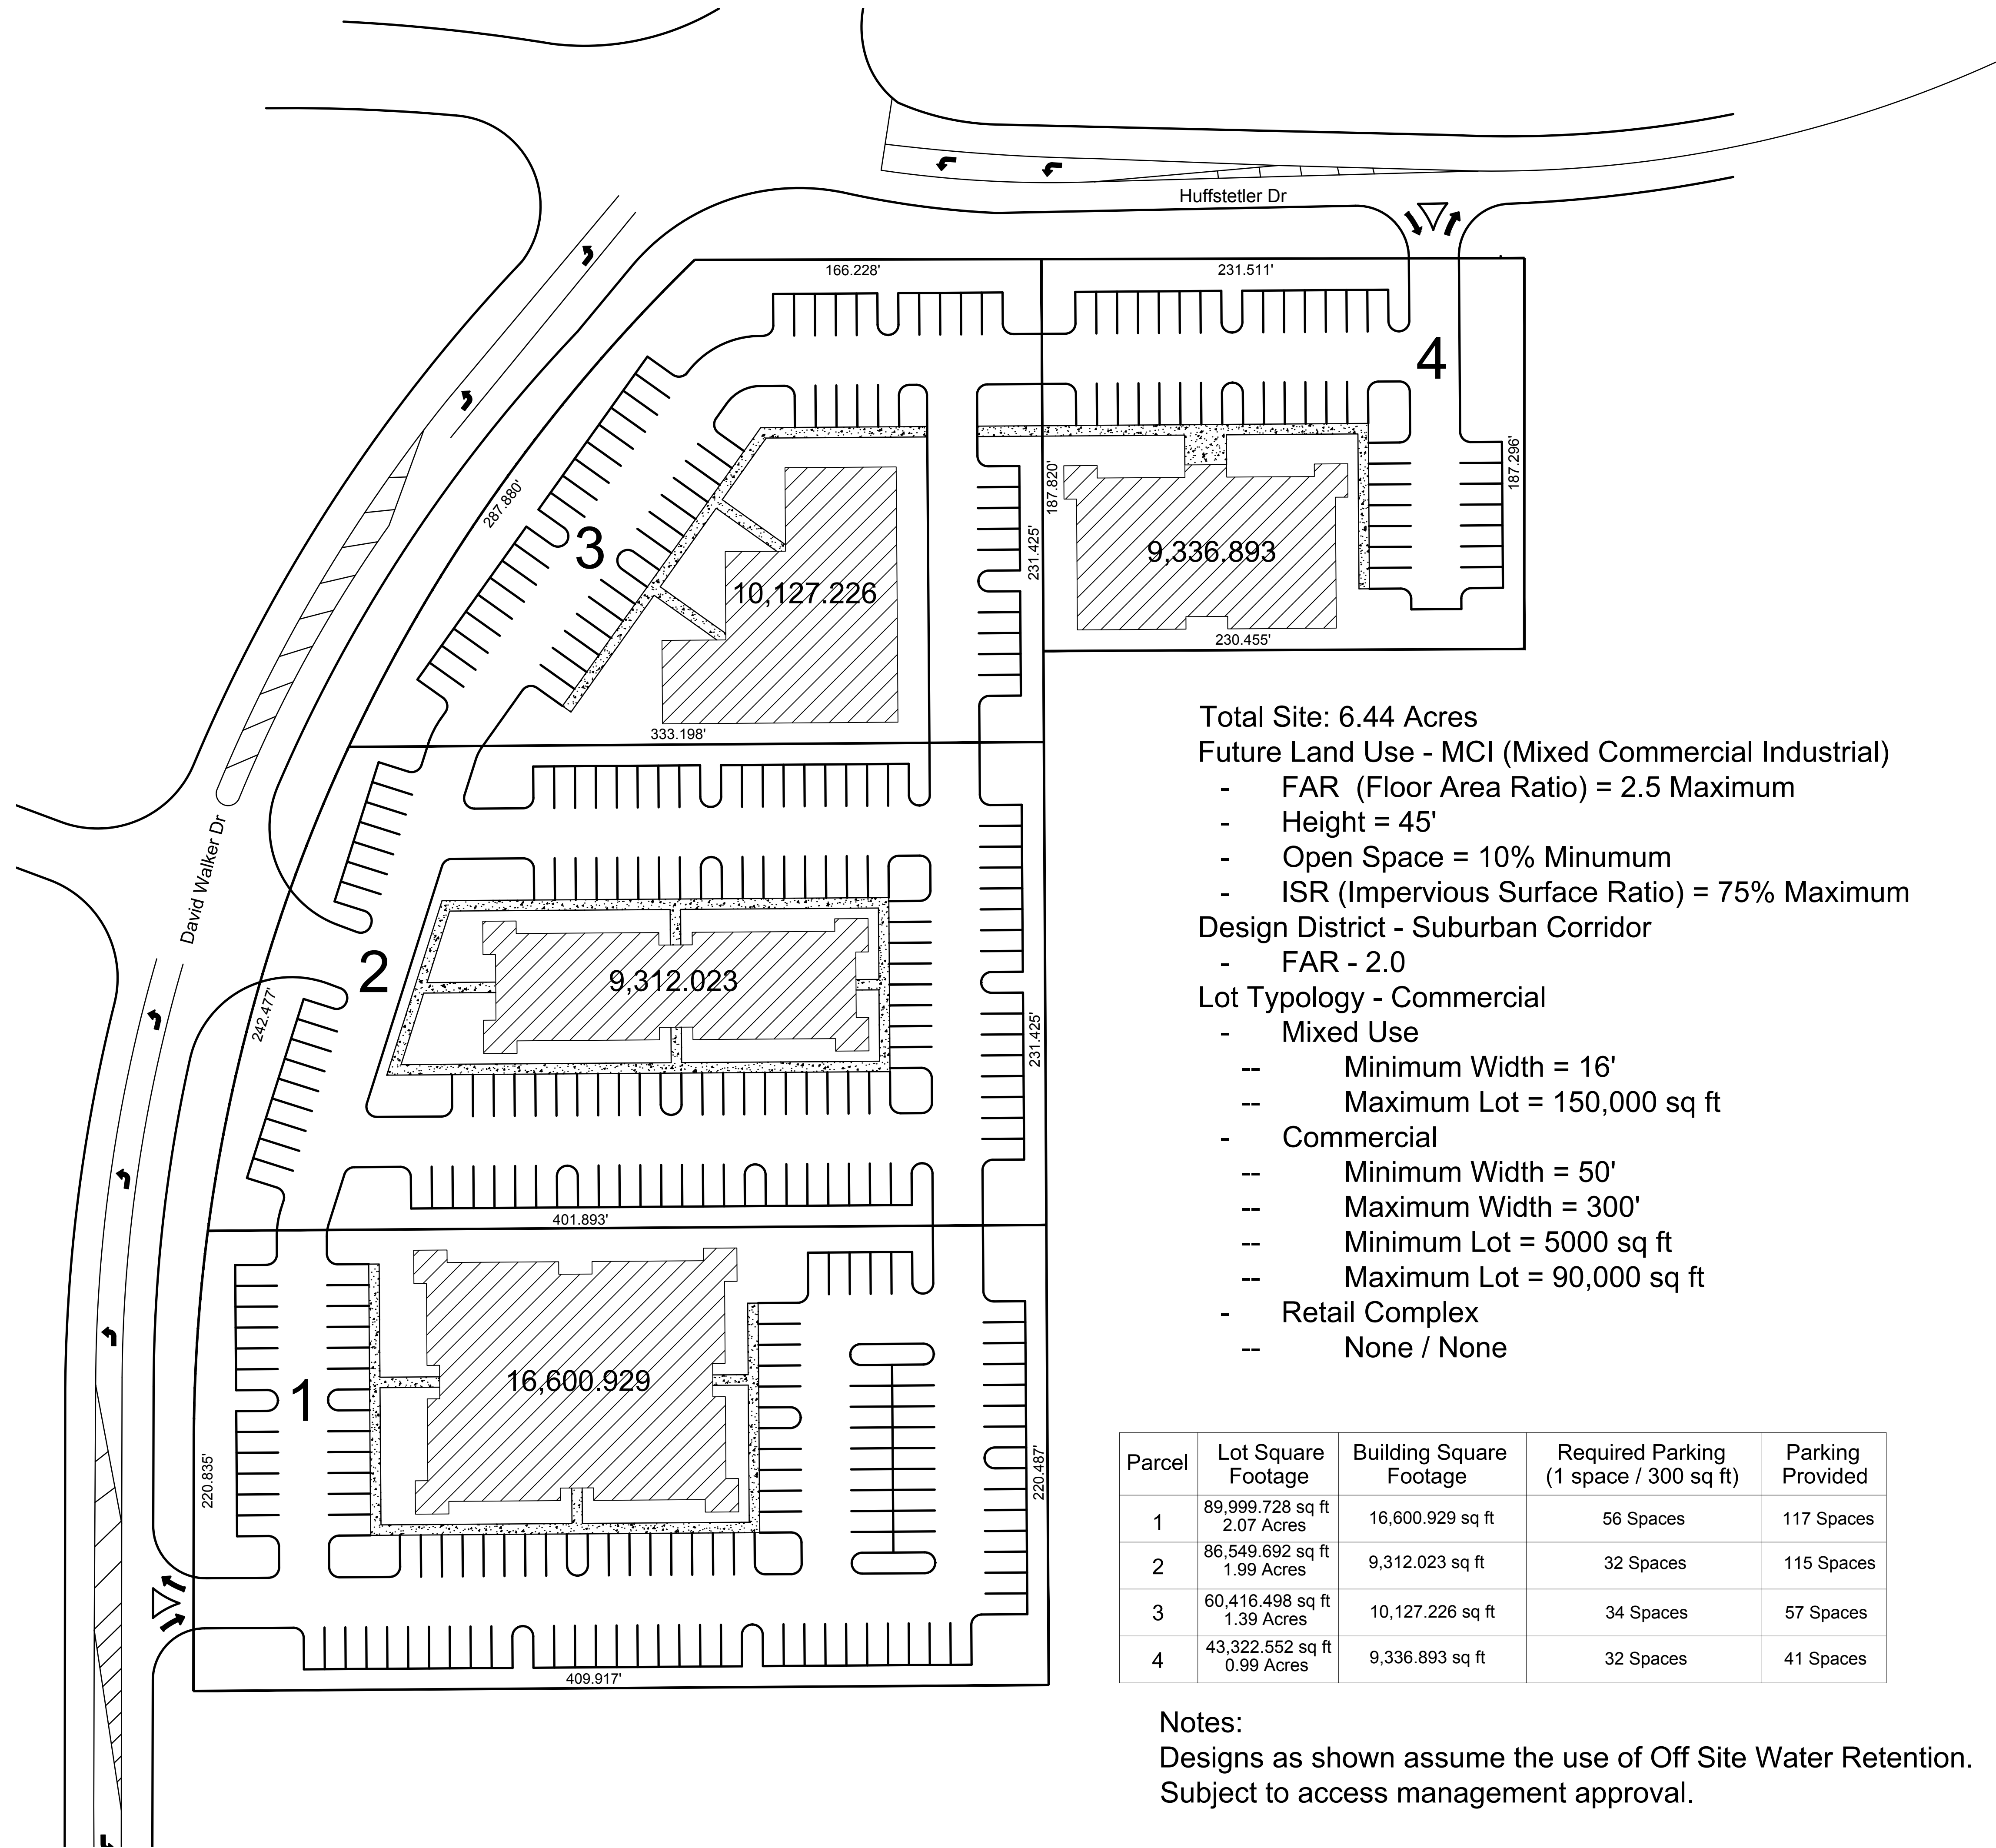 Huffstetler Dr
166.228'
231.511'
4
287.880'
3
187.820'
187.296'
231.425'
9,336.893
10,127.226
230.455'
333.198'
David Walker Dr
2
9,312.023
242.477'
231.425'
401.893'
1
16,600.929
220.835'
220.487'
409.917'
Total Site: 6.44 Acres
Future Land Use - MCI (Mixed Commercial Industrial)
- FAR (Floor Area Ratio) = 2.5 Maximum
- Height = 45'
- Open Space = 10% Minumum
- ISR (Impervious Surface Ratio) = 75% Maximum
Design District - Suburban Corridor
- FAR - 2.0
Lot Typology - Commercial
- Mixed Use
-- Minimum Width = 16'
-- Maximum Lot = 150,000 sq ft
- Commercial
-- Minimum Width = 50'
-- Maximum Width = 300'
-- Minimum Lot = 5000 sq ft
-- Maximum Lot = 90,000 sq ft
- Retail Complex
-- None / None
Parcel Lot Square Footage Building Square Footage Required Parking (1 space / 300 sq ft) Parking Provided
1 89,999.728 sq ft 2.07 Acres 16,600.929 sq ft 56 Spaces 117 Spaces
2 86,549.692 sq ft 1.99 Acres 9,312.023 sq ft 32 Spaces 115 Spaces
3 60,416.498 sq ft 1.39 Acres 10,127.226 sq ft 34 Spaces 57 Spaces
4 43,322.552 sq ft 0.99 Acres 9,336.893 sq ft 32 Spaces 41 Spaces
Notes:
Designs as shown assume the use of Off Site Water Retention.
Subject to access management approval.